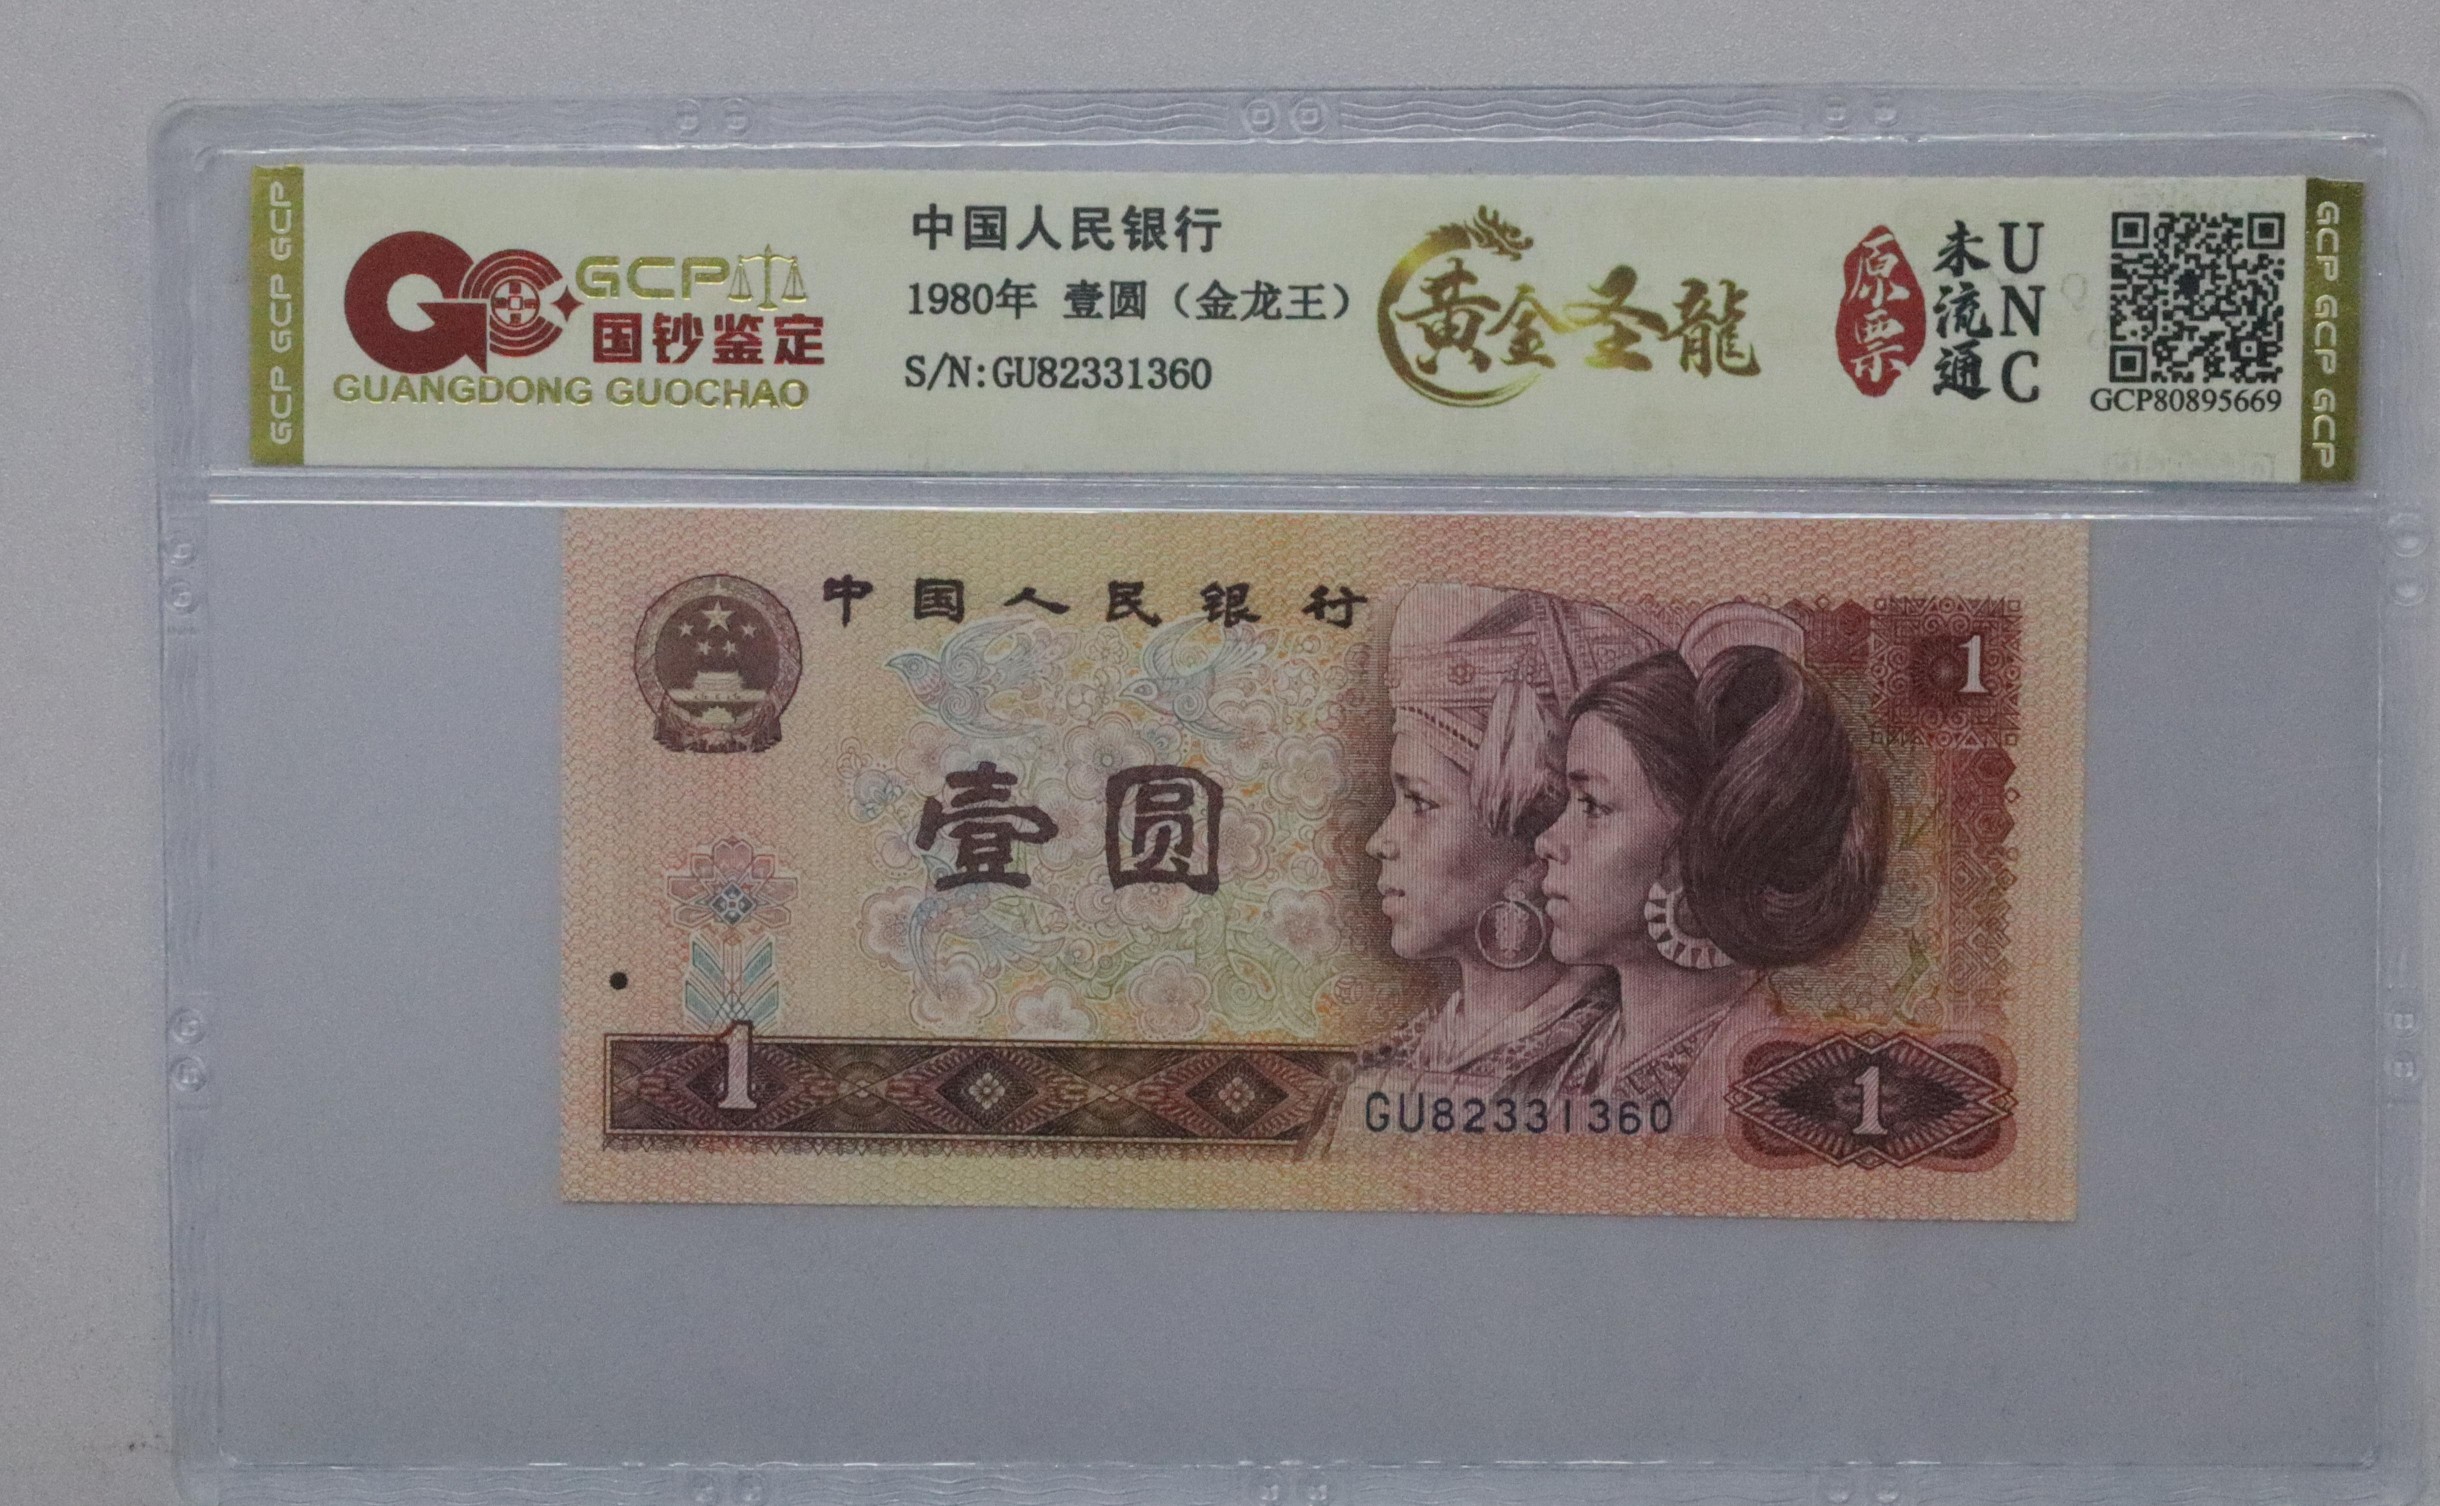 GCP GCP GCP
GCP
国钞鉴定
GUANGDONG GUOCHAO
中国人民银行
1980年 壹圆（金龙王）
S/N:GU82331360
黄金圣龍
原票
未流通
UNC
GCP80895669
GCP GCP GCP
中国人民银行
1
壹圆
1
GU82331360
1